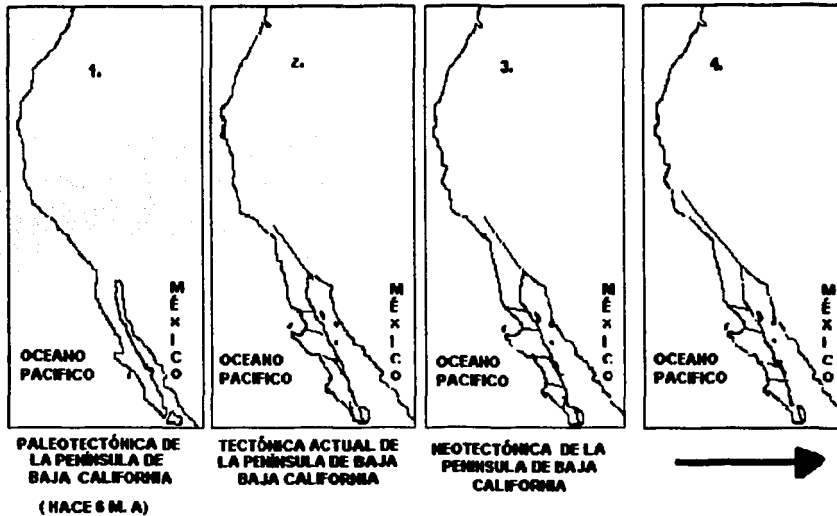 1.
2.
3.
4.
MÉXICO
OCEANO
PACIFICO
MÉXICO
OCEANO
PACIFICO
MÉXICO
OCEANO
PACIFICO
MÉXICO
OCEANO
PACIFICO
PALEOTECTÓNICA DE
LA PENÍNSULA DE
BAJA CALIFORNIA
(HACE 6 M. A)
TECTÓNICA ACTUAL DE
LA PENÍNSULA DE BAJA
BAJA CALIFORNIA
NEOTECTÓNICA DE LA
PENÍNSULA DE BAJA
CALIFORNIA